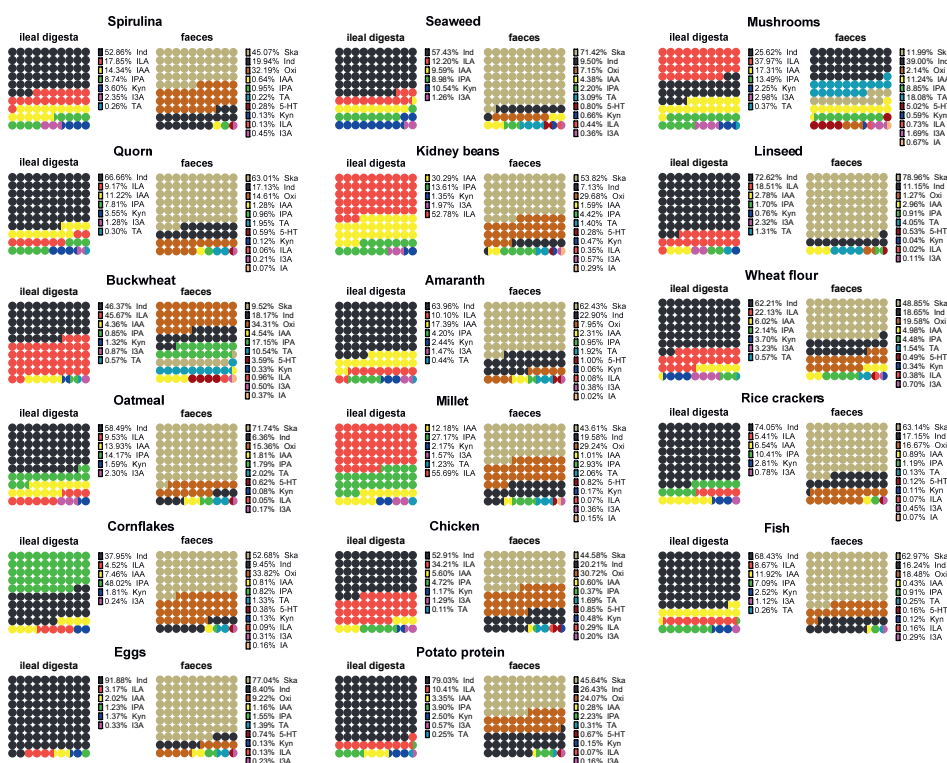 Spirulina
ileal digesta
52.86% Ind
17.85% ILA
14.34% IAA
8.74% IPA
3.60% Kyn
2.35% I3A
0.26% TA
faeces
45.07% Ska
19.94% Ind
32.19% Oxi
0.64% IAA
0.95% IPA
0.22% TA
0.28% 5-HT
0.13% Kyn
0.13% ILA
0.45% I3A
Seaweed
ileal digesta
57.43% Ind
12.20% ILA
9.59% IAA
8.98% IPA
10.54% Kyn
1.26% I3A
faeces
71.42% Ska
9.50% Ind
7.15% Oxi
4.38% IAA
2.20% IPA
3.09% TA
0.80% 5-HT
0.66% Kyn
0.44% ILA
0.36% I3A
Mushrooms
ileal digesta
25.62% Ind
37.97% ILA
17.31% IAA
13.49% IPA
2.25% Kyn
2.98% I3A
0.37% TA
faeces
11.99% Ska
39.00% Ind
2.14% Oxi
11.24% IAA
8.85% IPA
18.08% TA
5.02% 5-HT
0.59% Kyn
0.73% ILA
1.69% I3A
0.67% IA
Quorn
ileal digesta
66.66% Ind
9.17% ILA
11.22% IAA
7.81% IPA
3.55% Kyn
1.28% I3A
0.30% TA
faeces
63.01% Ska
17.13% Ind
14.61% Oxi
1.28% IAA
0.96% IPA
1.95% TA
0.59% 5-HT
0.12% Kyn
0.06% ILA
0.21% I3A
0.07% IA
Kidney beans
ileal digesta
30.29% IAA
13.61% IPA
1.35% Kyn
1.97% I3A
52.78% ILA
faeces
53.82% Ska
7.13% Ind
29.68% Oxi
1.59% IAA
4.42% IPA
1.40% TA
0.28% 5-HT
0.47% Kyn
0.35% ILA
0.57% I3A
0.29% IA
Linseed
ileal digesta
72.62% Ind
18.51% ILA
2.78% IAA
1.70% IPA
0.76% Kyn
2.32% I3A
1.31% TA
faeces
78.96% Ska
11.15% Ind
1.27% Oxi
2.96% IAA
0.91% IPA
4.05% TA
0.53% 5-HT
0.04% Kyn
0.02% ILA
0.11% I3A
Buckwheat
ileal digesta
46.37% Ind
45.67% ILA
4.36% IAA
0.85% IPA
1.32% Kyn
0.87% I3A
0.57% TA
faeces
9.52% Ska
18.17% Ind
34.31% Oxi
4.54% IAA
17.15% IPA
10.54% TA
3.59% 5-HT
0.33% Kyn
0.96% ILA
0.50% I3A
0.37% IA
Amaranth
ileal digesta
63.96% Ind
10.10% ILA
17.39% IAA
4.20% IPA
2.44% Kyn
1.47% I3A
0.44% TA
faeces
62.43% Ska
22.90% Ind
7.95% Oxi
2.31% IAA
0.95% IPA
1.92% TA
1.00% 5-HT
0.06% Kyn
0.08% ILA
0.38% I3A
0.02% IA
Wheat flour
ileal digesta
62.21% Ind
22.13% ILA
6.02% IAA
2.14% IPA
3.70% Kyn
3.23% I3A
0.57% TA
faeces
48.85% Ska
18.65% Ind
19.58% Oxi
4.98% IAA
4.48% IPA
1.54% TA
0.49% 5-HT
0.34% Kyn
0.38% ILA
0.70% I3A
Oatmeal
ileal digesta
58.49% Ind
9.53% ILA
13.93% IAA
14.17% IPA
1.59% Kyn
2.30% I3A
faeces
71.74% Ska
6.36% Ind
15.36% Oxi
1.81% IAA
1.79% IPA
2.02% TA
0.62% 5-HT
0.08% Kyn
0.05% ILA
0.17% I3A
Millet
ileal digesta
12.18% IAA
27.17% IPA
2.17% Kyn
1.57% I3A
1.23% TA
55.69% ILA
faeces
43.61% Ska
19.58% Ind
29.24% Oxi
1.01% IAA
2.93% IPA
2.06% TA
0.82% 5-HT
0.17% Kyn
0.07% ILA
0.36% I3A
0.15% IA
Rice crackers
ileal digesta
74.05% Ind
5.41% ILA
6.54% IAA
10.41% IPA
2.81% Kyn
0.78% I3A
faeces
63.14% Ska
17.15% Ind
16.67% Oxi
0.89% IAA
1.19% IPA
0.13% TA
0.12% 5-HT
0.11% Kyn
0.07% ILA
0.45% I3A
0.07% IA
Cornflakes
ileal digesta
37.95% Ind
4.52% ILA
7.46% IAA
48.02% IPA
1.81% Kyn
0.24% I3A
faeces
52.68% Ska
9.45% Ind
33.82% Oxi
0.81% IAA
0.82% IPA
1.33% TA
0.38% 5-HT
0.13% Kyn
0.09% ILA
0.31% I3A
0.16% IA
Chicken
ileal digesta
52.91% Ind
34.21% ILA
5.60% IAA
4.72% IPA
1.17% Kyn
1.29% I3A
0.11% TA
faeces
44.58% Ska
20.21% Ind
30.72% Oxi
0.60% IAA
0.37% IPA
1.69% TA
0.85% 5-HT
0.48% Kyn
0.29% ILA
0.20% I3A
Fish
ileal digesta
68.43% Ind
8.67% ILA
11.92% IAA
7.09% IPA
2.52% Kyn
1.12% I3A
0.26% TA
faeces
62.97% Ska
16.24% Ind
18.48% Oxi
0.43% IAA
0.91% IPA
0.25% TA
0.16% 5-HT
0.12% Kyn
0.16% ILA
0.29% I3A
Eggs
ileal digesta
91.88% Ind
3.17% ILA
2.02% IAA
1.23% IPA
1.37% Kyn
0.33% I3A
faeces
77.04% Ska
8.40% Ind
9.22% Oxi
1.16% IAA
1.55% IPA
1.39% TA
0.74% 5-HT
0.13% Kyn
0.13% ILA
0.23% I3A
Potato protein
ileal digesta
79.03% Ind
10.41% ILA
3.35% IAA
3.90% IPA
2.50% Kyn
0.57% I3A
0.25% TA
faeces
45.64% Ska
26.43% Ind
24.07% Oxi
0.28% IAA
2.23% IPA
0.31% TA
0.67% 5-HT
0.15% Kyn
0.07% ILA
0.16% I3A